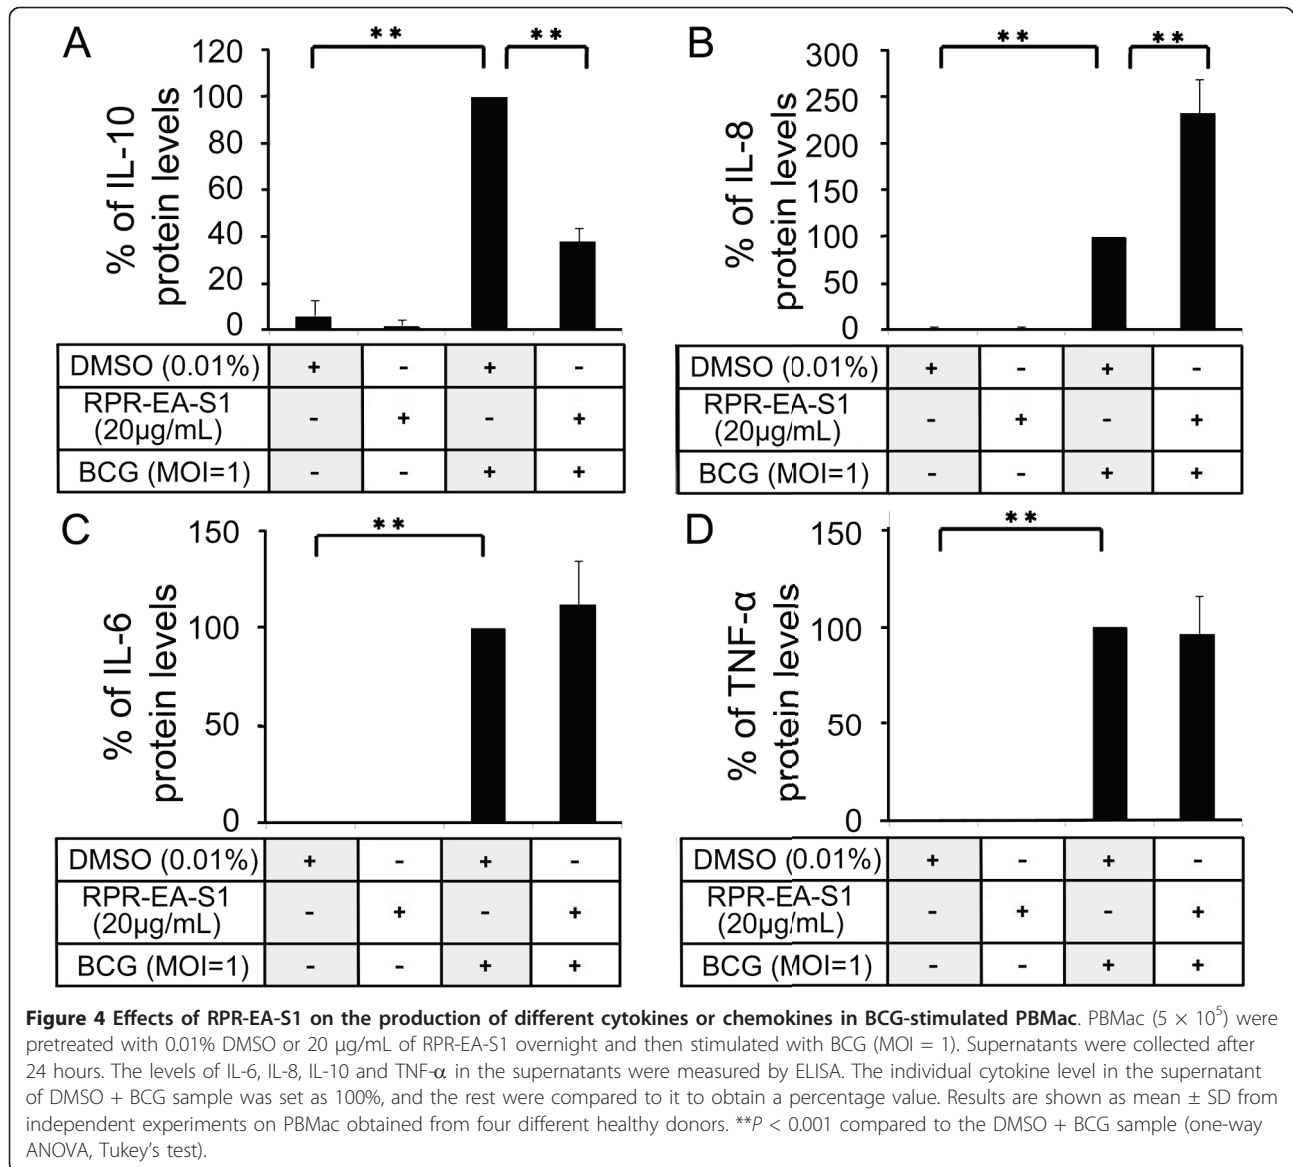 A
% of IL-10
protein levels
120
100
80
60
40
20
0
** **
DMSO (0.01%) + - + -
RPR-EA-S1
(20µg/mL) - + - +
BCG (MOI=1) - - + +
B
% of IL-8
protein levels
300
250
200
150
100
50
0
** **
DMSO (0.01%) + - + -
RPR-EA-S1
(20µg/mL) - + - +
BCG (MOI=1) - - + +
C
% of IL-6
protein levels
150
100
50
0
**
DMSO (0.01%) + - + -
RPR-EA-S1
(20µg/mL) - + - +
BCG (MOI=1) - - + +
D
% of TNF-α
protein levels
150
100
50
0
**
DMSO (0.01%) + - + -
RPR-EA-S1
(20µg/mL) - + - +
BCG (MOI=1) - - + +
Figure 4 Effects of RPR-EA-S1 on the production of different cytokines or chemokines in BCG-stimulated PBMac. PBMac (5 × 10⁵) were
pretreated with 0.01% DMSO or 20 μg/mL of RPR-EA-S1 overnight and then stimulated with BCG (MOI = 1). Supernatants were collected after
24 hours. The levels of IL-6, IL-8, IL-10 and TNF-α in the supernatants were measured by ELISA. The individual cytokine level in the supernatant
of DMSO + BCG sample was set as 100%, and the rest were compared to it to obtain a percentage value. Results are shown as mean ± SD from
independent experiments on PBMac obtained from four different healthy donors. **P < 0.001 compared to the DMSO + BCG sample (one-way
ANOVA, Tukey's test).